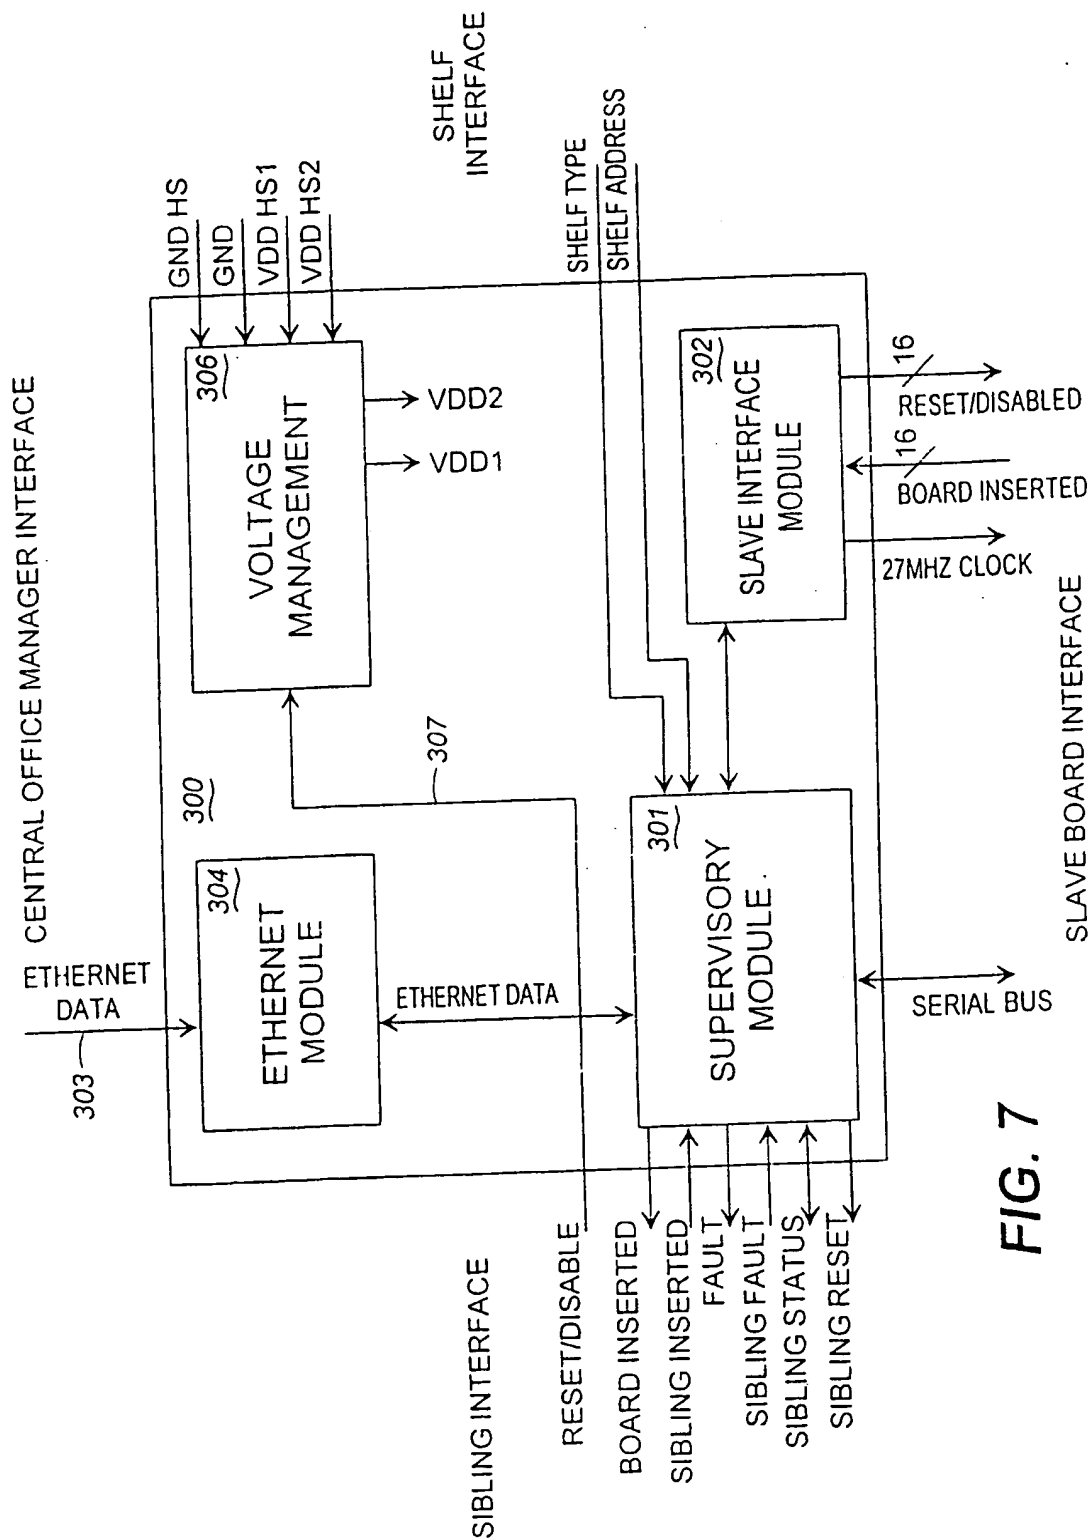 CENTRAL OFFICE MANAGER INTERFACE
ETHERNET
DATA
303
300
304
ETHERNET
MODULE
306
VOLTAGE
MANAGEMENT
GND HS
GND
VDD HS1
VDD HS2
VDD2
VDD1
SHELF
INTERFACE
ETHERNET DATA
307
SIBLING INTERFACE
RESET/DISABLE
SHELF TYPE
SHELF ADDRESS
BOARD INSERTED
SIBLING INSERTED
FAULT
SIBLING FAULT
SIBLING STATUS
SIBLING RESET
301
SUPERVISORY
MODULE
302
SLAVE INTERFACE
MODULE
SERIAL BUS
27MHZ CLOCK
16
BOARD INSERTED
16
RESET/DISABLED
SLAVE BOARD INTERFACE
FIG. 7